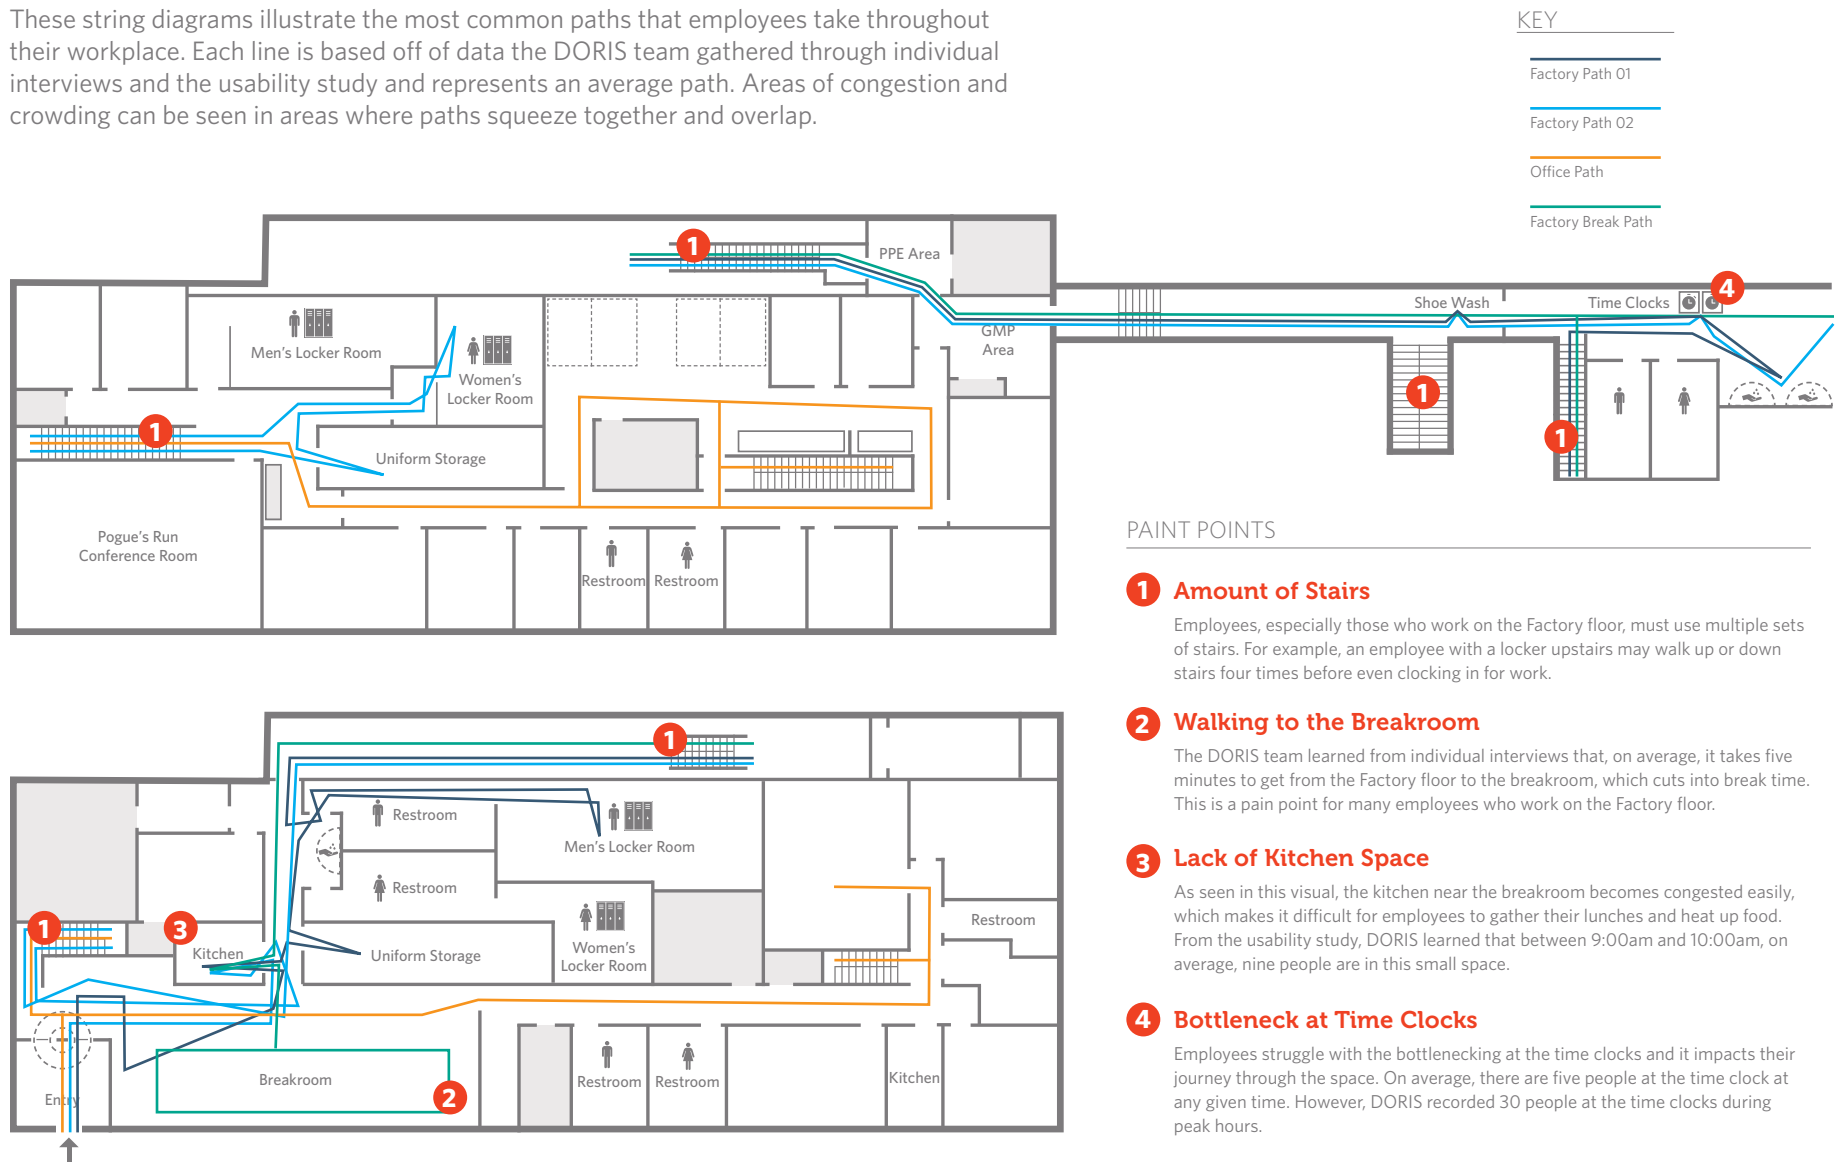 These string diagrams illustrate the most common paths that employees take throughout
their workplace. Each line is based off of data the DORIS team gathered through individual
interviews and the usability study and represents an average path. Areas of congestion and
crowding can be seen in areas where paths squeeze together and overlap.
KEY
Factory Path 01
Factory Path 02
Office Path
Factory Break Path
1
PPE Area
4
Shoe Wash
Time Clocks
Men's Locker Room
GMP
Area
Women's
Locker Room
1
1
1
Uniform Storage
Pogue's Run
Conference Room
Restroom
Restroom
1
Restroom
Men's Locker Room
Restroom
1
3
Kitchen
Uniform Storage
Women's
Locker Room
Restroom
Breakroom
2
Entry
Restroom
Restroom
Kitchen
PAINT POINTS
1 Amount of Stairs
Employees, especially those who work on the Factory floor, must use multiple sets
of stairs. For example, an employee with a locker upstairs may walk up or down
stairs four times before even clocking in for work.
2 Walking to the Breakroom
The DORIS team learned from individual interviews that, on average, it takes five
minutes to get from the Factory floor to the breakroom, which cuts into break time.
This is a pain point for many employees who work on the Factory floor.
3 Lack of Kitchen Space
As seen in this visual, the kitchen near the breakroom becomes congested easily,
which makes it difficult for employees to gather their lunches and heat up food.
From the usability study, DORIS learned that between 9:00am and 10:00am, on
average, nine people are in this small space.
4 Bottleneck at Time Clocks
Employees struggle with the bottlenecking at the time clocks and it impacts their
journey through the space. On average, there are five people at the time clock at
any given time. However, DORIS recorded 30 people at the time clocks during
peak hours.